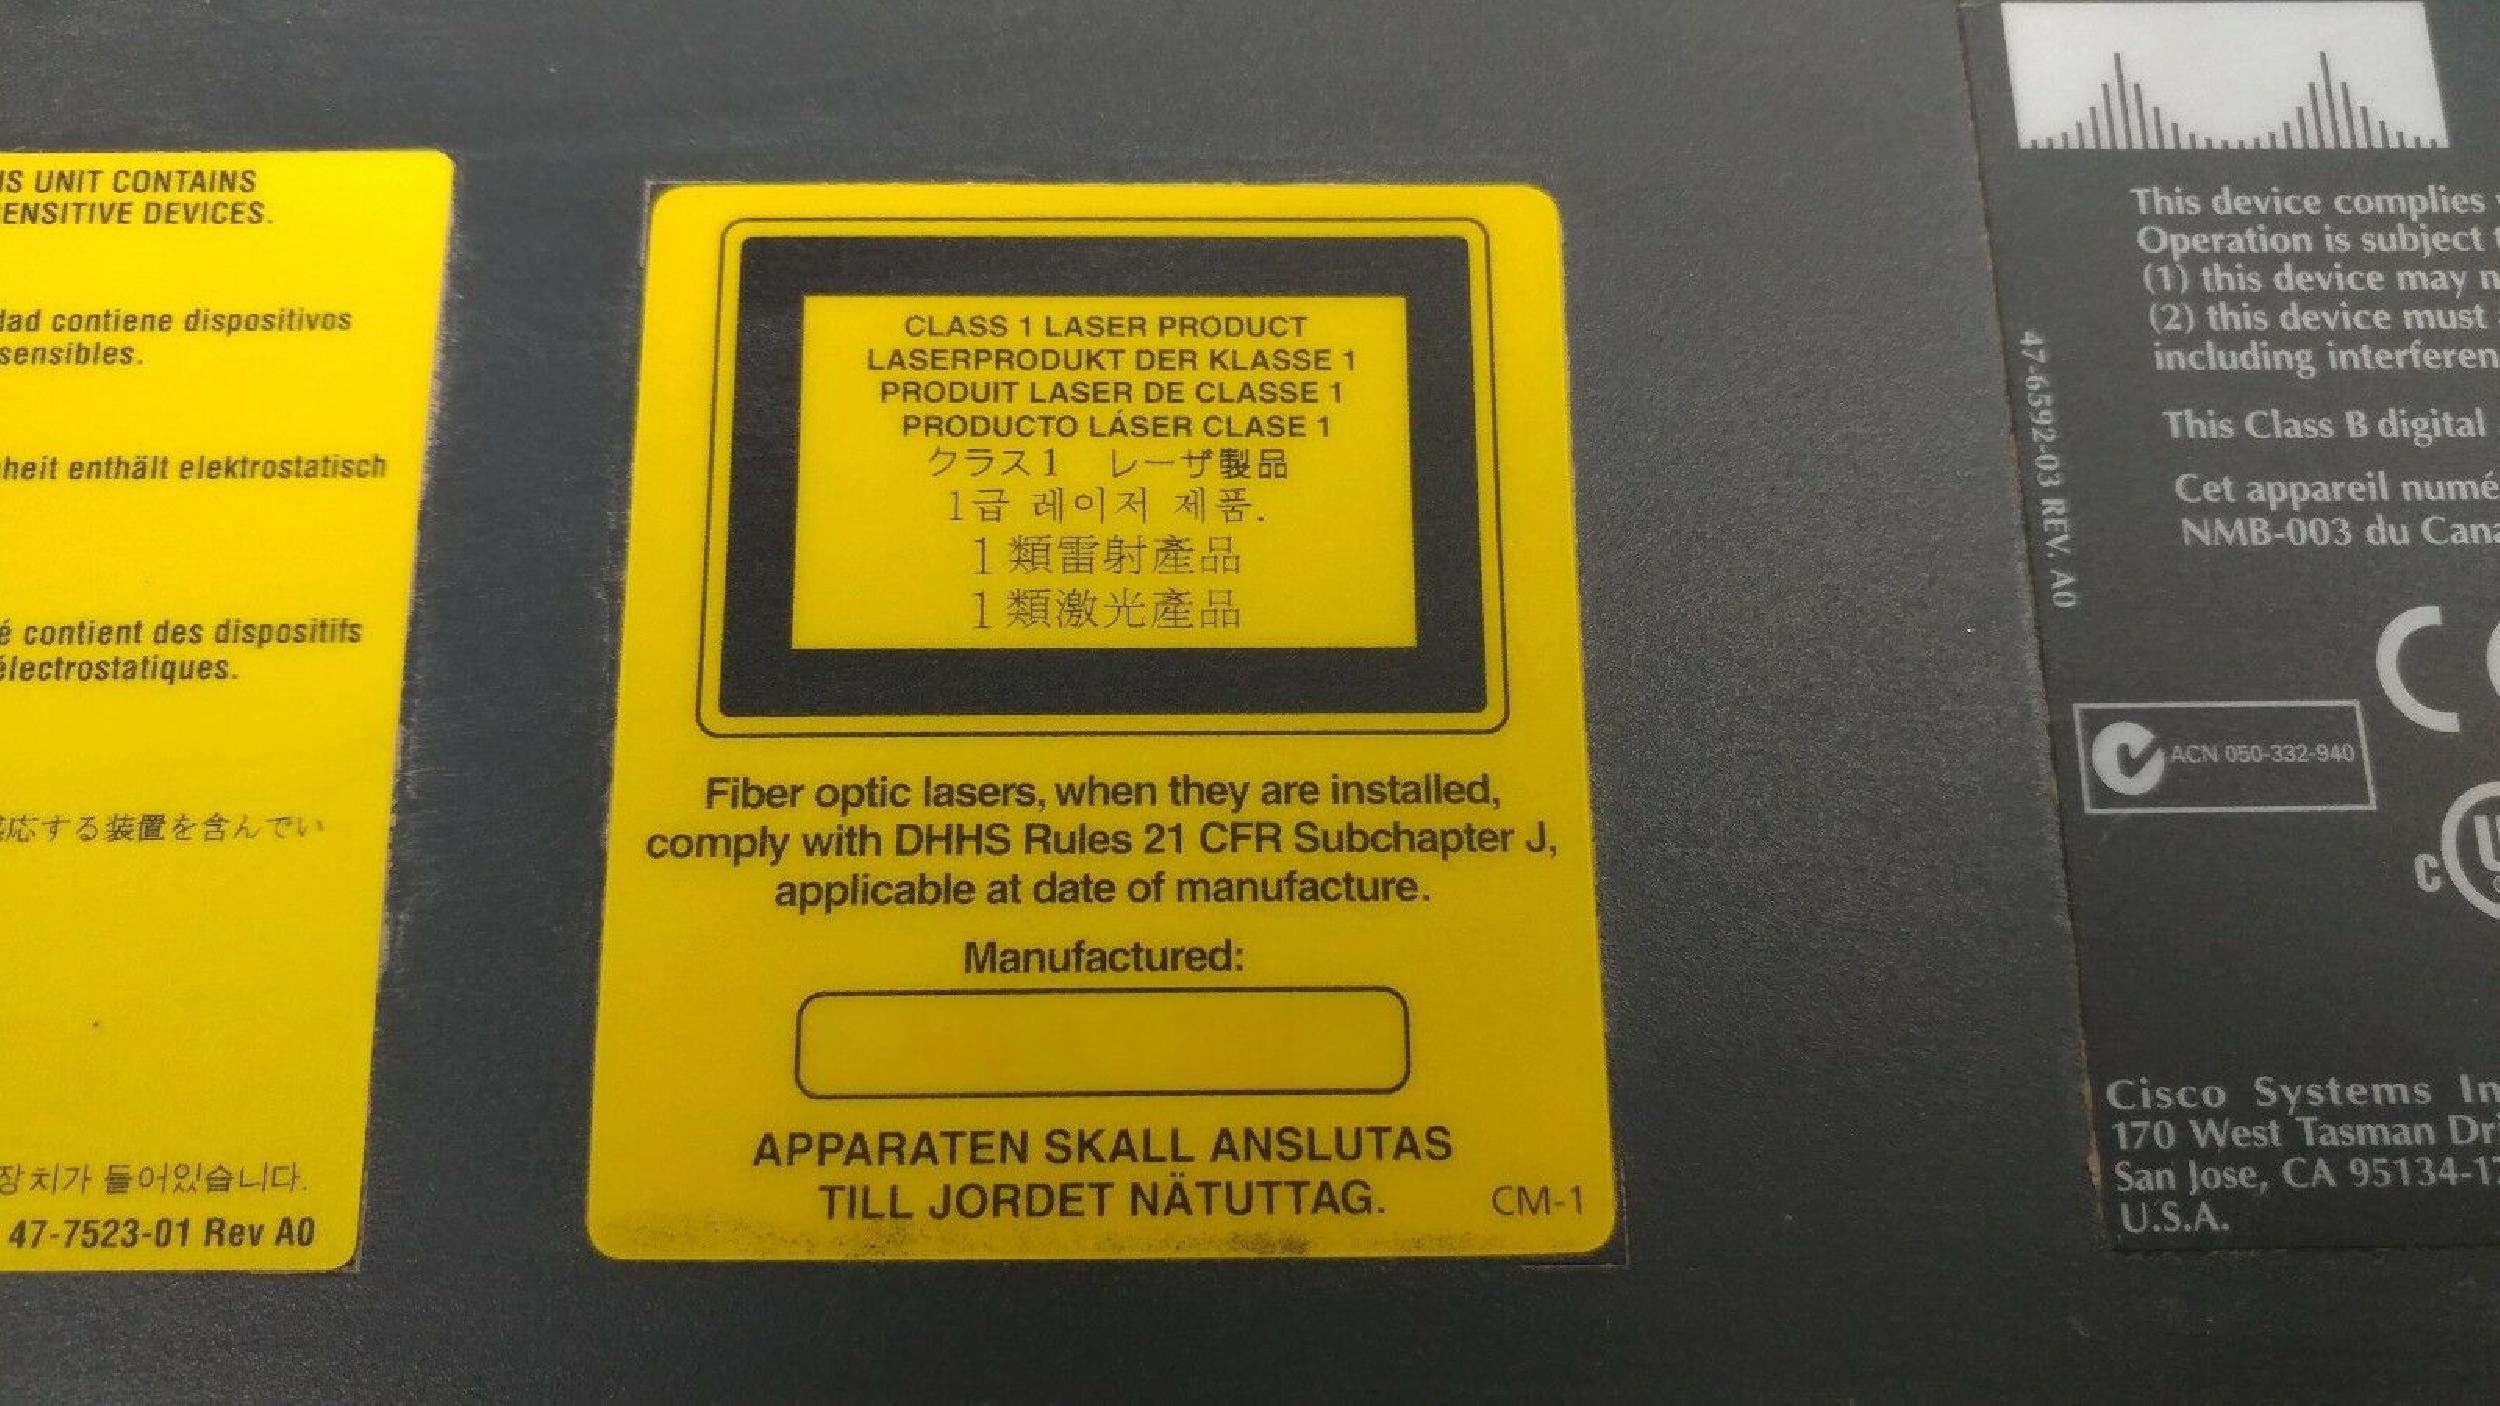 IS UNIT CONTAINS
ENSITIVE DEVICES.
dad contiene dispositivos
sensibles.
heit enthält elektrostatisch
é contient des dispositifs
électrostatiques.
応する装置を含んでい
장치가 들어있습니다.
47-7523-01 Rev A0
CLASS 1 LASER PRODUCT
LASERPRODUKT DER KLASSE 1
PRODUIT LASER DE CLASSE 1
PRODUCTO LÁSER CLASE 1
クラス1 レーザ製品
1급 레이저 제품.
1類雷射產品
1類激光產品
Fiber optic lasers, when they are installed,
comply with DHHS Rules 21 CFR Subchapter J,
applicable at date of manufacture.
Manufactured:
APPARATEN SKALL ANSLUTAS
TILL JORDET NÄTUTTAG.
CM-1
This device complies
Operation is subject
(1) this device may
(2) this device must
including interferen
This Class B digital
Cet appareil numé
NMB-003 du Cana
47-6592-03 REV. A0
CE
ACN 050-332-940
C
Cisco Systems In
170 West Tasman Dri
San Jose, CA 95134-17
U.S.A.